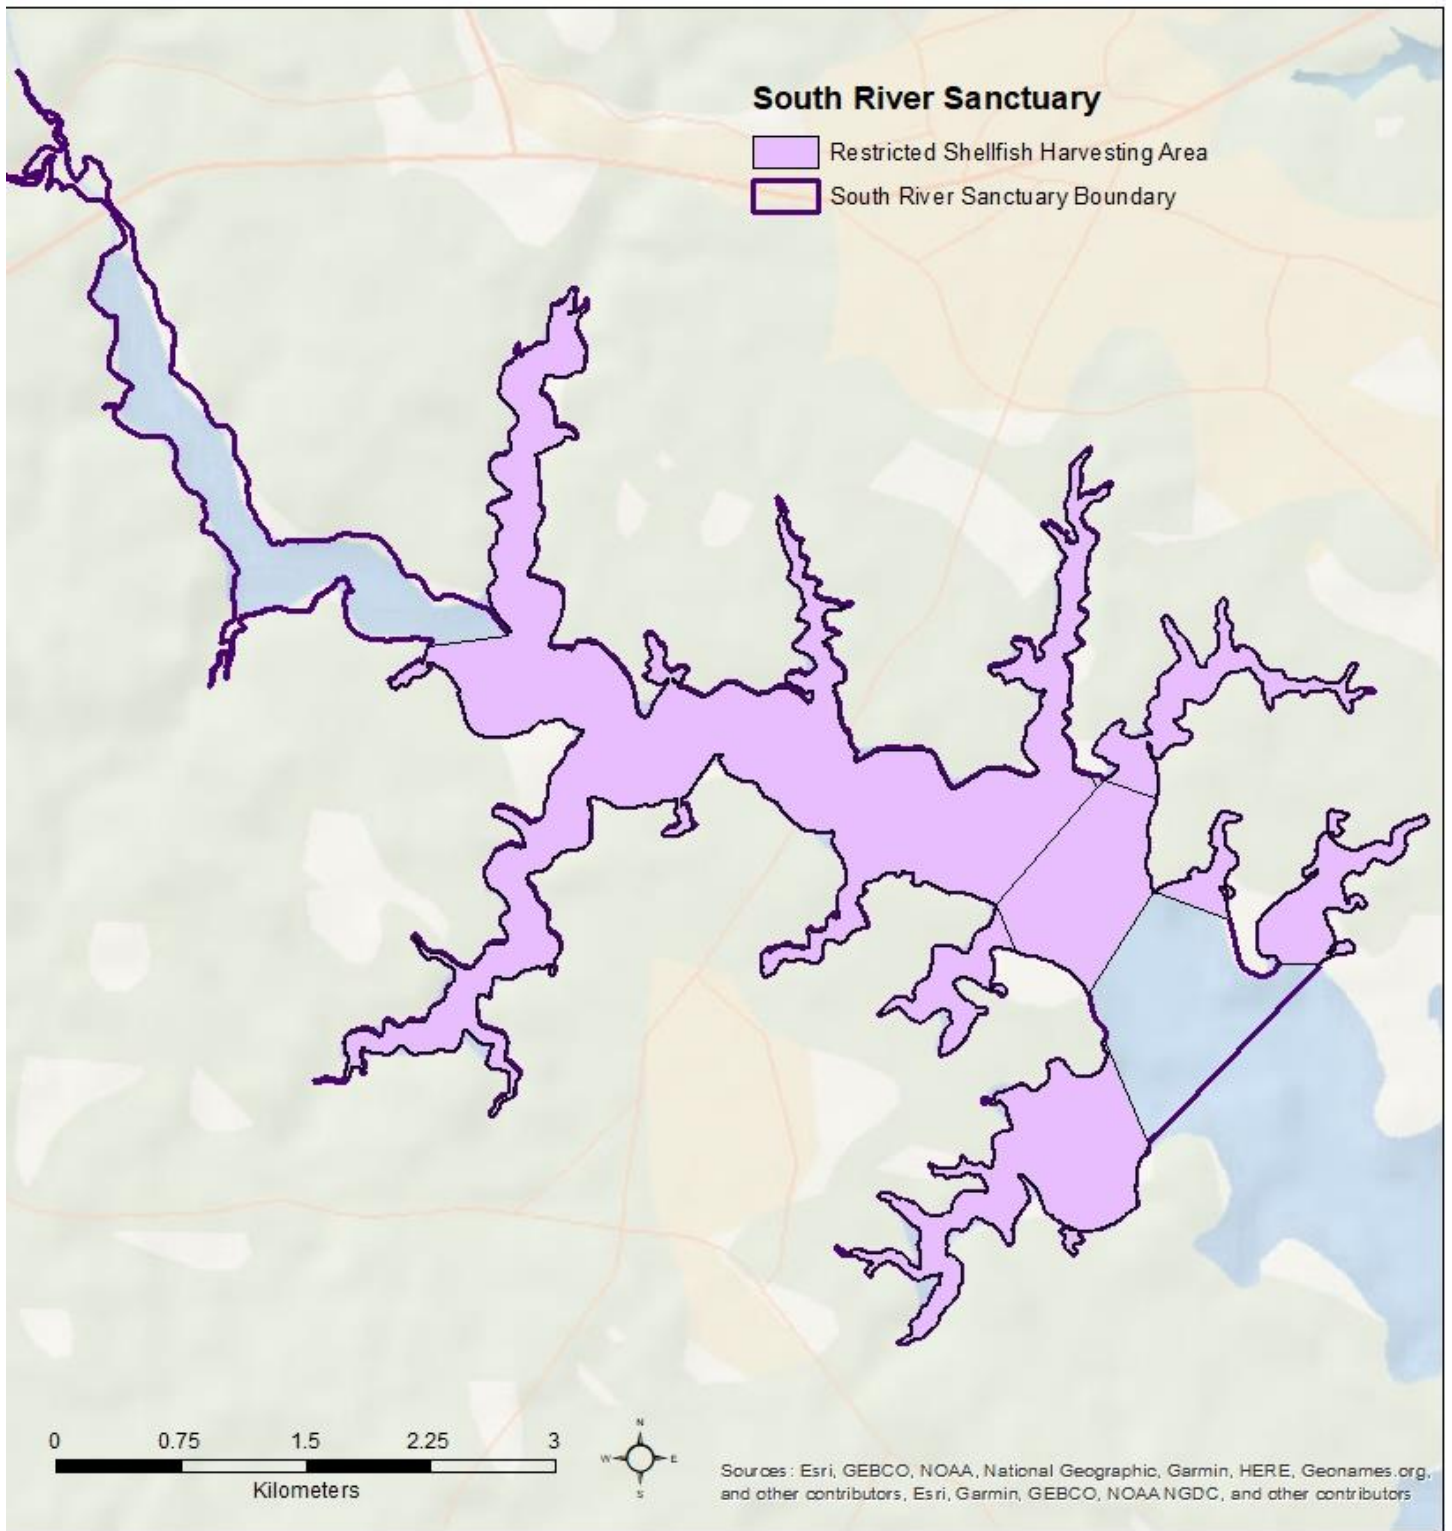 South River Sanctuary
Restricted Shellfish Harvesting Area
South River Sanctuary Boundary
0 0.75 1.5 2.25 3
Kilometers
N
W E
S
Sources: Esri, GEBCO, NOAA, National Geographic, Garmin, HERE, Geonames.org,
and other contributors, Esri, Garmin, GEBCO, NOAA NGDC, and other contributors